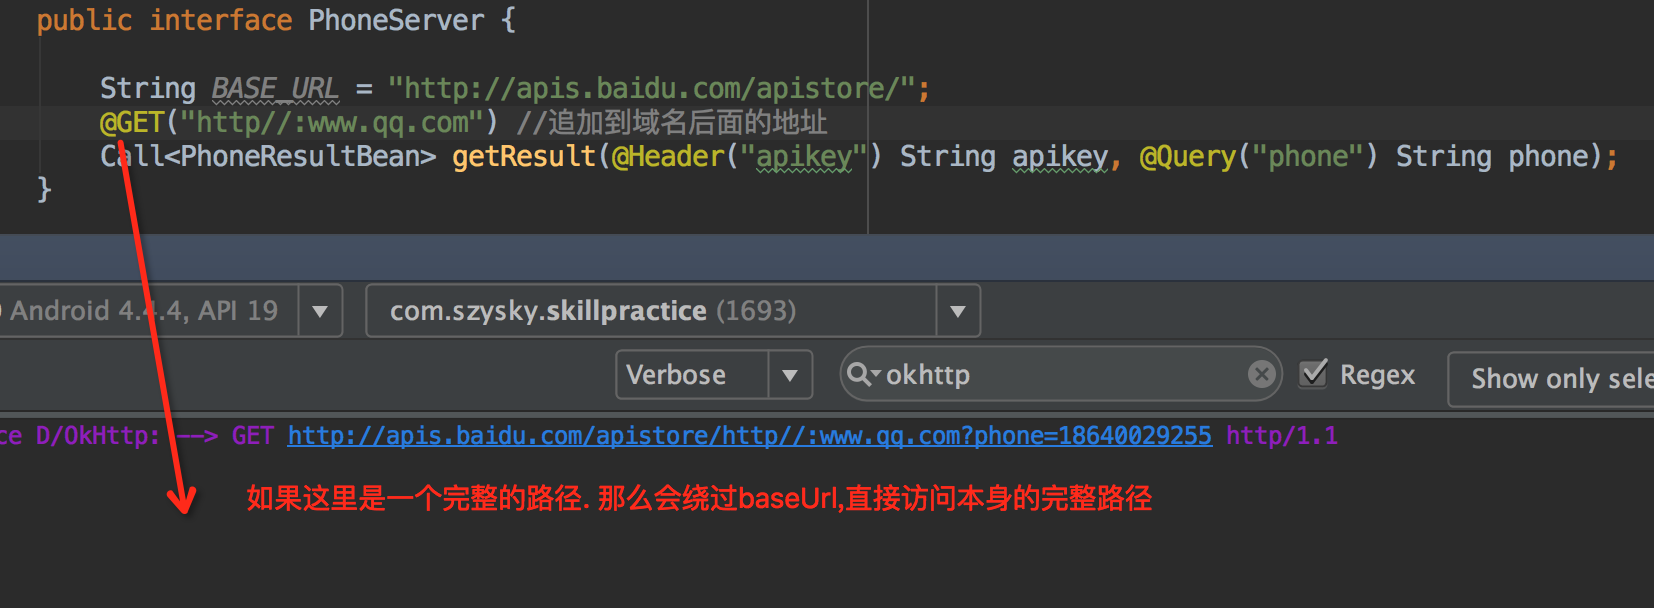 public interface PhoneServer {
String BASE_URL = "http://apis.baidu.com/apistore/";
@GET("http//:www.qq.com") //追加到域名后面的地址
Call<PhoneResultBean> getResult(@Header("apikey") String apikey, @Query("phone") String phone);
}
Android 4.4.4, API 19
com.szysky.skillpractice (1693)
Verbose
okhttp
Regex
Show only sele
ce D/OkHttp: --> GET http://apis.baidu.com/apistore/http//:www.qq.com?phone=18640029255 http/1.1
如果这里是一个完整的路径. 那么会绕过baseUrl,直接访问本身的完整路径